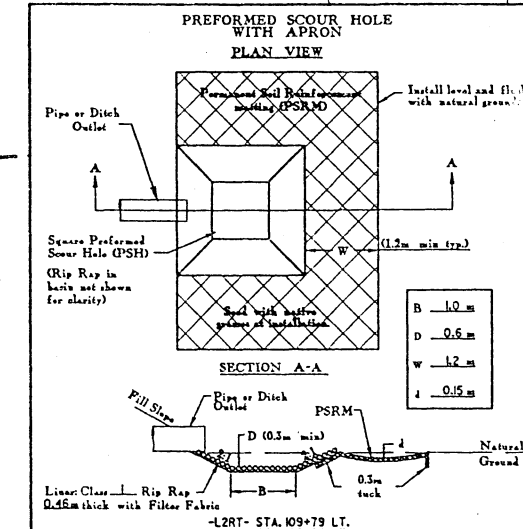 PREFORMED SCOUR HOLE
WITH APRON
PLAN VIEW
Permanent Soil Reinforcement
matting (PSRM)
Install level and
with natural
Pipe or Ditch
Outlet
A
A
Square Preformed
Scour Hole (PSH)
(Rip Rap in
basin not shown
for clarity)
W
(1.2m min typ.)
Seed with native
grasses at installation.
B 1.0 m
D 0.6 m
W 1.2 m
d 0.15 m
SECTION A-A
Fill Slope
Pipe or Ditch
Outlet
D (0.3m min)
PSRM
d
Natural
Ground
B
0.3m
tuck
Liner: Class I Rip Rap
0.46m thick with Filter Fabric
-L2RT- STA. 109+79 LT.